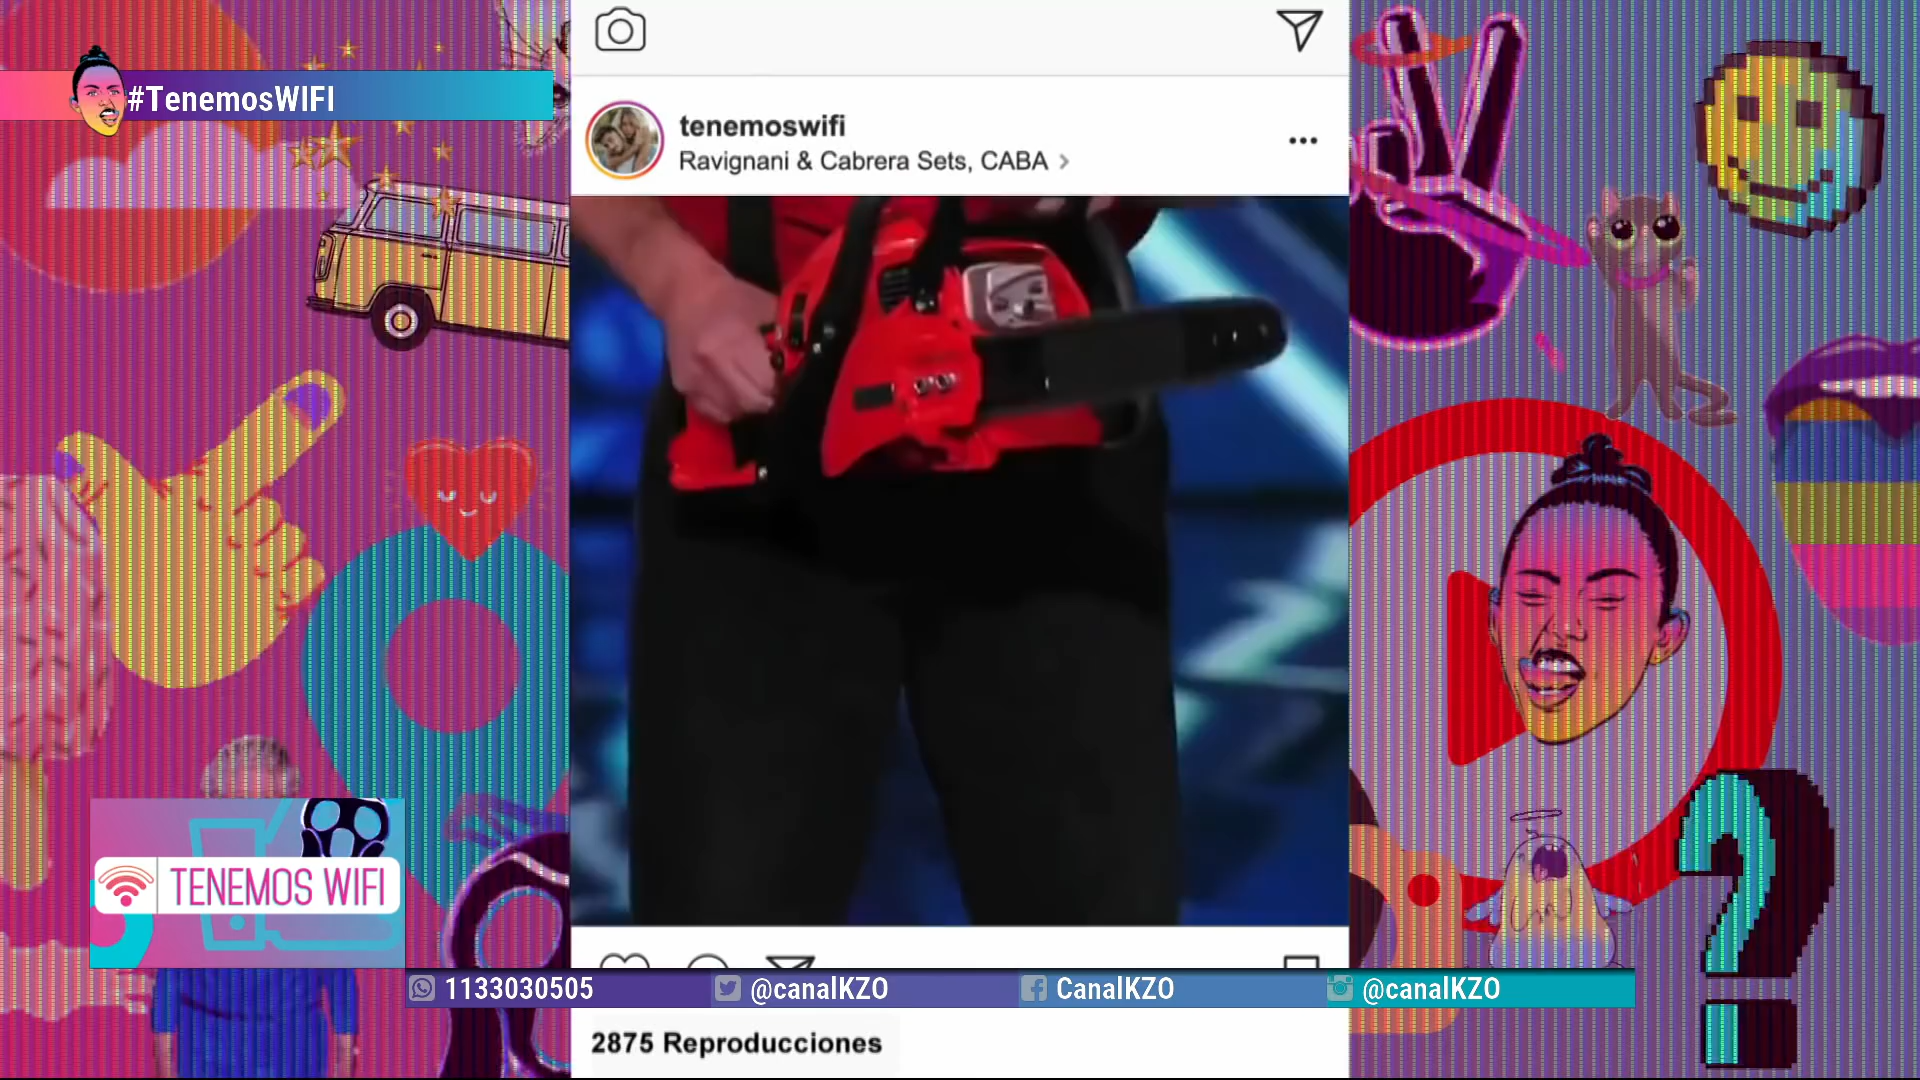 #TenemosWIFI
tenemoswifi
Ravignani & Cabrera Sets, CABA
TENEMOS WIFI
1133030505
@canalKZO
CanalKZO
@canalKZO
2875 Reproducciones